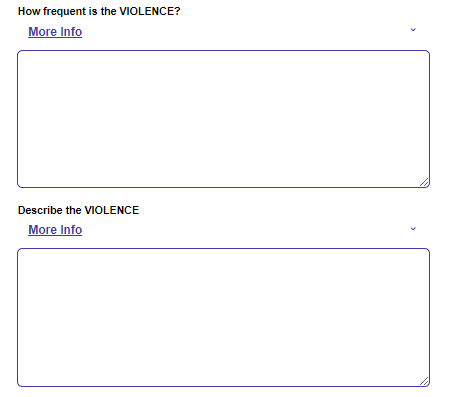 How frequent is the VIOLENCE?
More Info
Describe the VIOLENCE
More Info